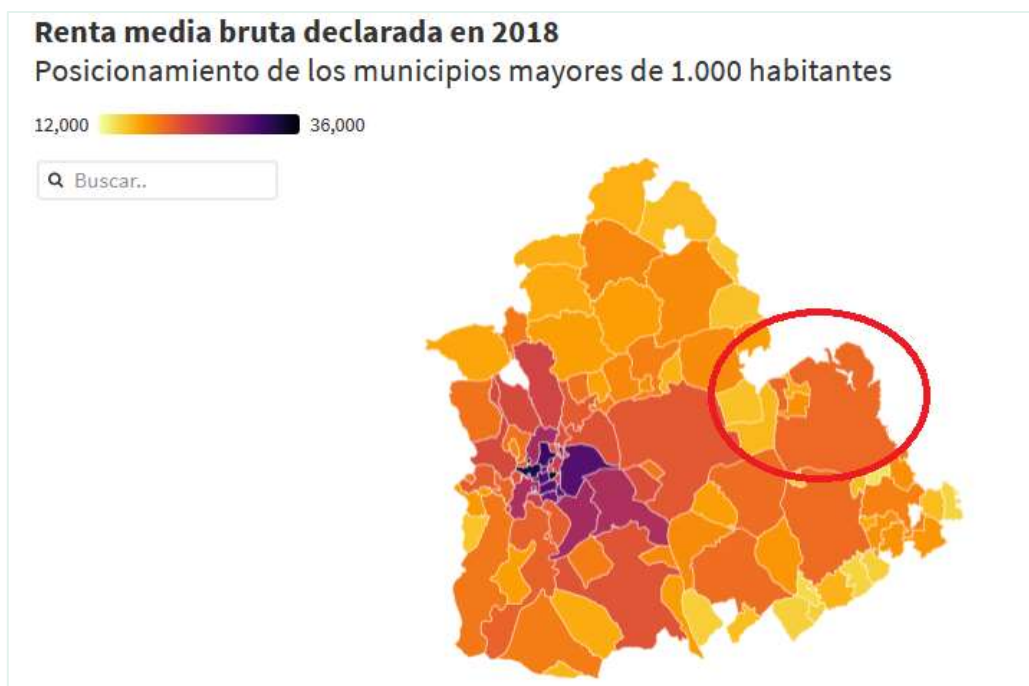 Renta media bruta declarada en 2018
Posicionamiento de los municipios mayores de 1.000 habitantes
12,000 36,000
Buscar..